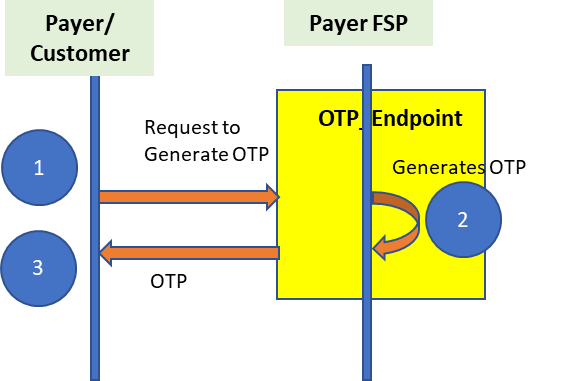 Payer/
Customer
Payer FSP
OTP_Endpoint
Request to
Generate OTP
Generates OTP
1
2
3
OTP